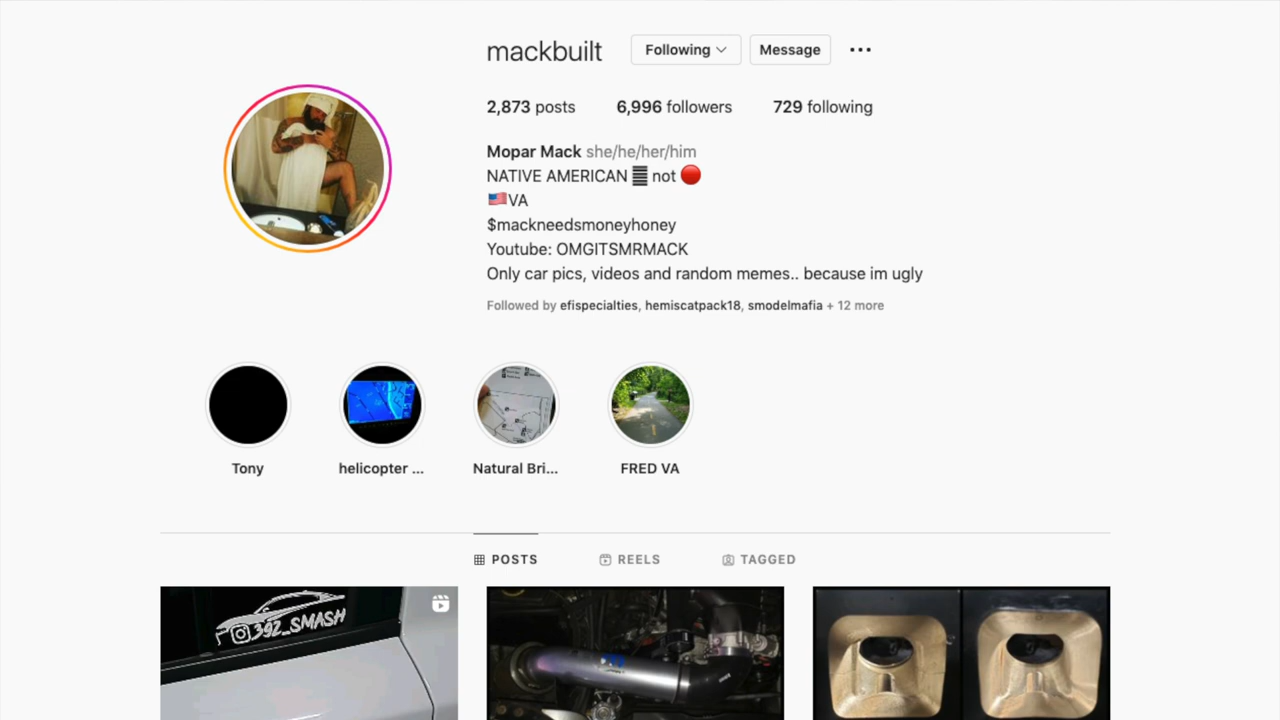 mackbuilt
Following
Message
2,873 posts
6,996 followers
729 following
Mopar Mack she/he/her/him
NATIVE AMERICAN not 🔴
🇺🇸VA
$mackneedsmoneyhoney
Youtube: OMGITSMRMACK
Only car pics, videos and random memes.. because im ugly
Followed by efispecialties, hemiscatpack18, smodelmafia + 12 more
Tony
helicopter ...
Natural Bri...
FRED VA
POSTS
REELS
TAGGED
392_SMASH